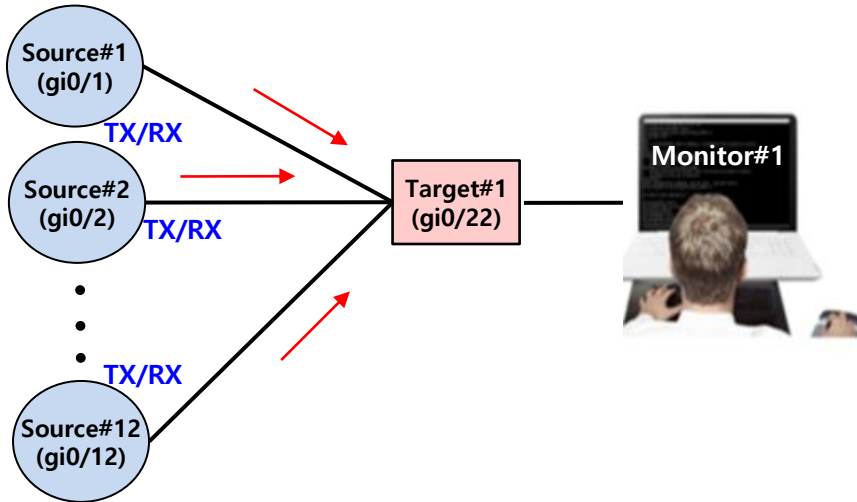 Source#1
(gi0/1)
TX/RX
Source#2
(gi0/2)
TX/RX
TX/RX
Source#12
(gi0/12)
Target#1
(gi0/22)
Monitor#1